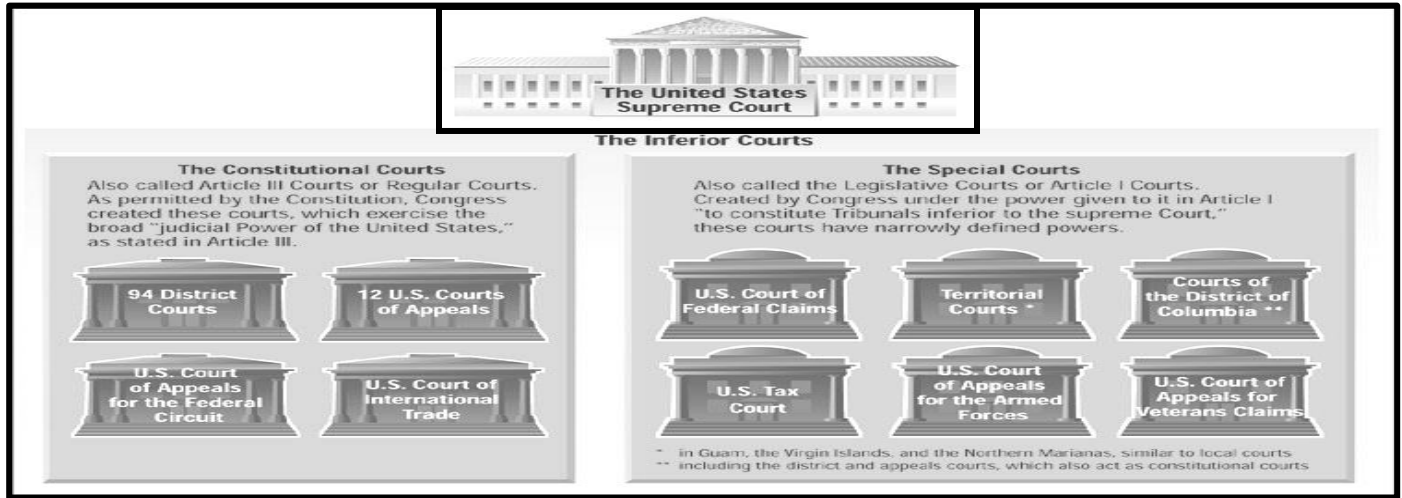 The United States
Supreme Court
The Inferior Courts
The Constitutional Courts
Also called Article III Courts or Regular Courts.
As permitted by the Constitution, Congress
created these courts, which exercise the
broad "judicial Power of the United States,"
as stated in Article III.
94 District
Courts
12 U.S. Courts
of Appeals
U.S. Court
of Appeals
for the Federal
Circuit
U.S. Court of
International
Trade
The Special Courts
Also called the Legislative Courts or Article I Courts.
Created by Congress under the power given to it in Article I
"to constitute Tribunals inferior to the supreme Court,"
these courts have narrowly defined powers.
U.S. Court of
Federal Claims
Territorial
Courts *
Courts of
the District of
Columbia **
U.S. Tax
Court
U.S. Court
of Appeals
for the Armed
Forces
U.S. Court of
Appeals for
Veterans Claims
* in Guam, the Virgin Islands, and the Northern Marianas, similar to local courts
** including the district and appeals courts, which also act as constitutional courts